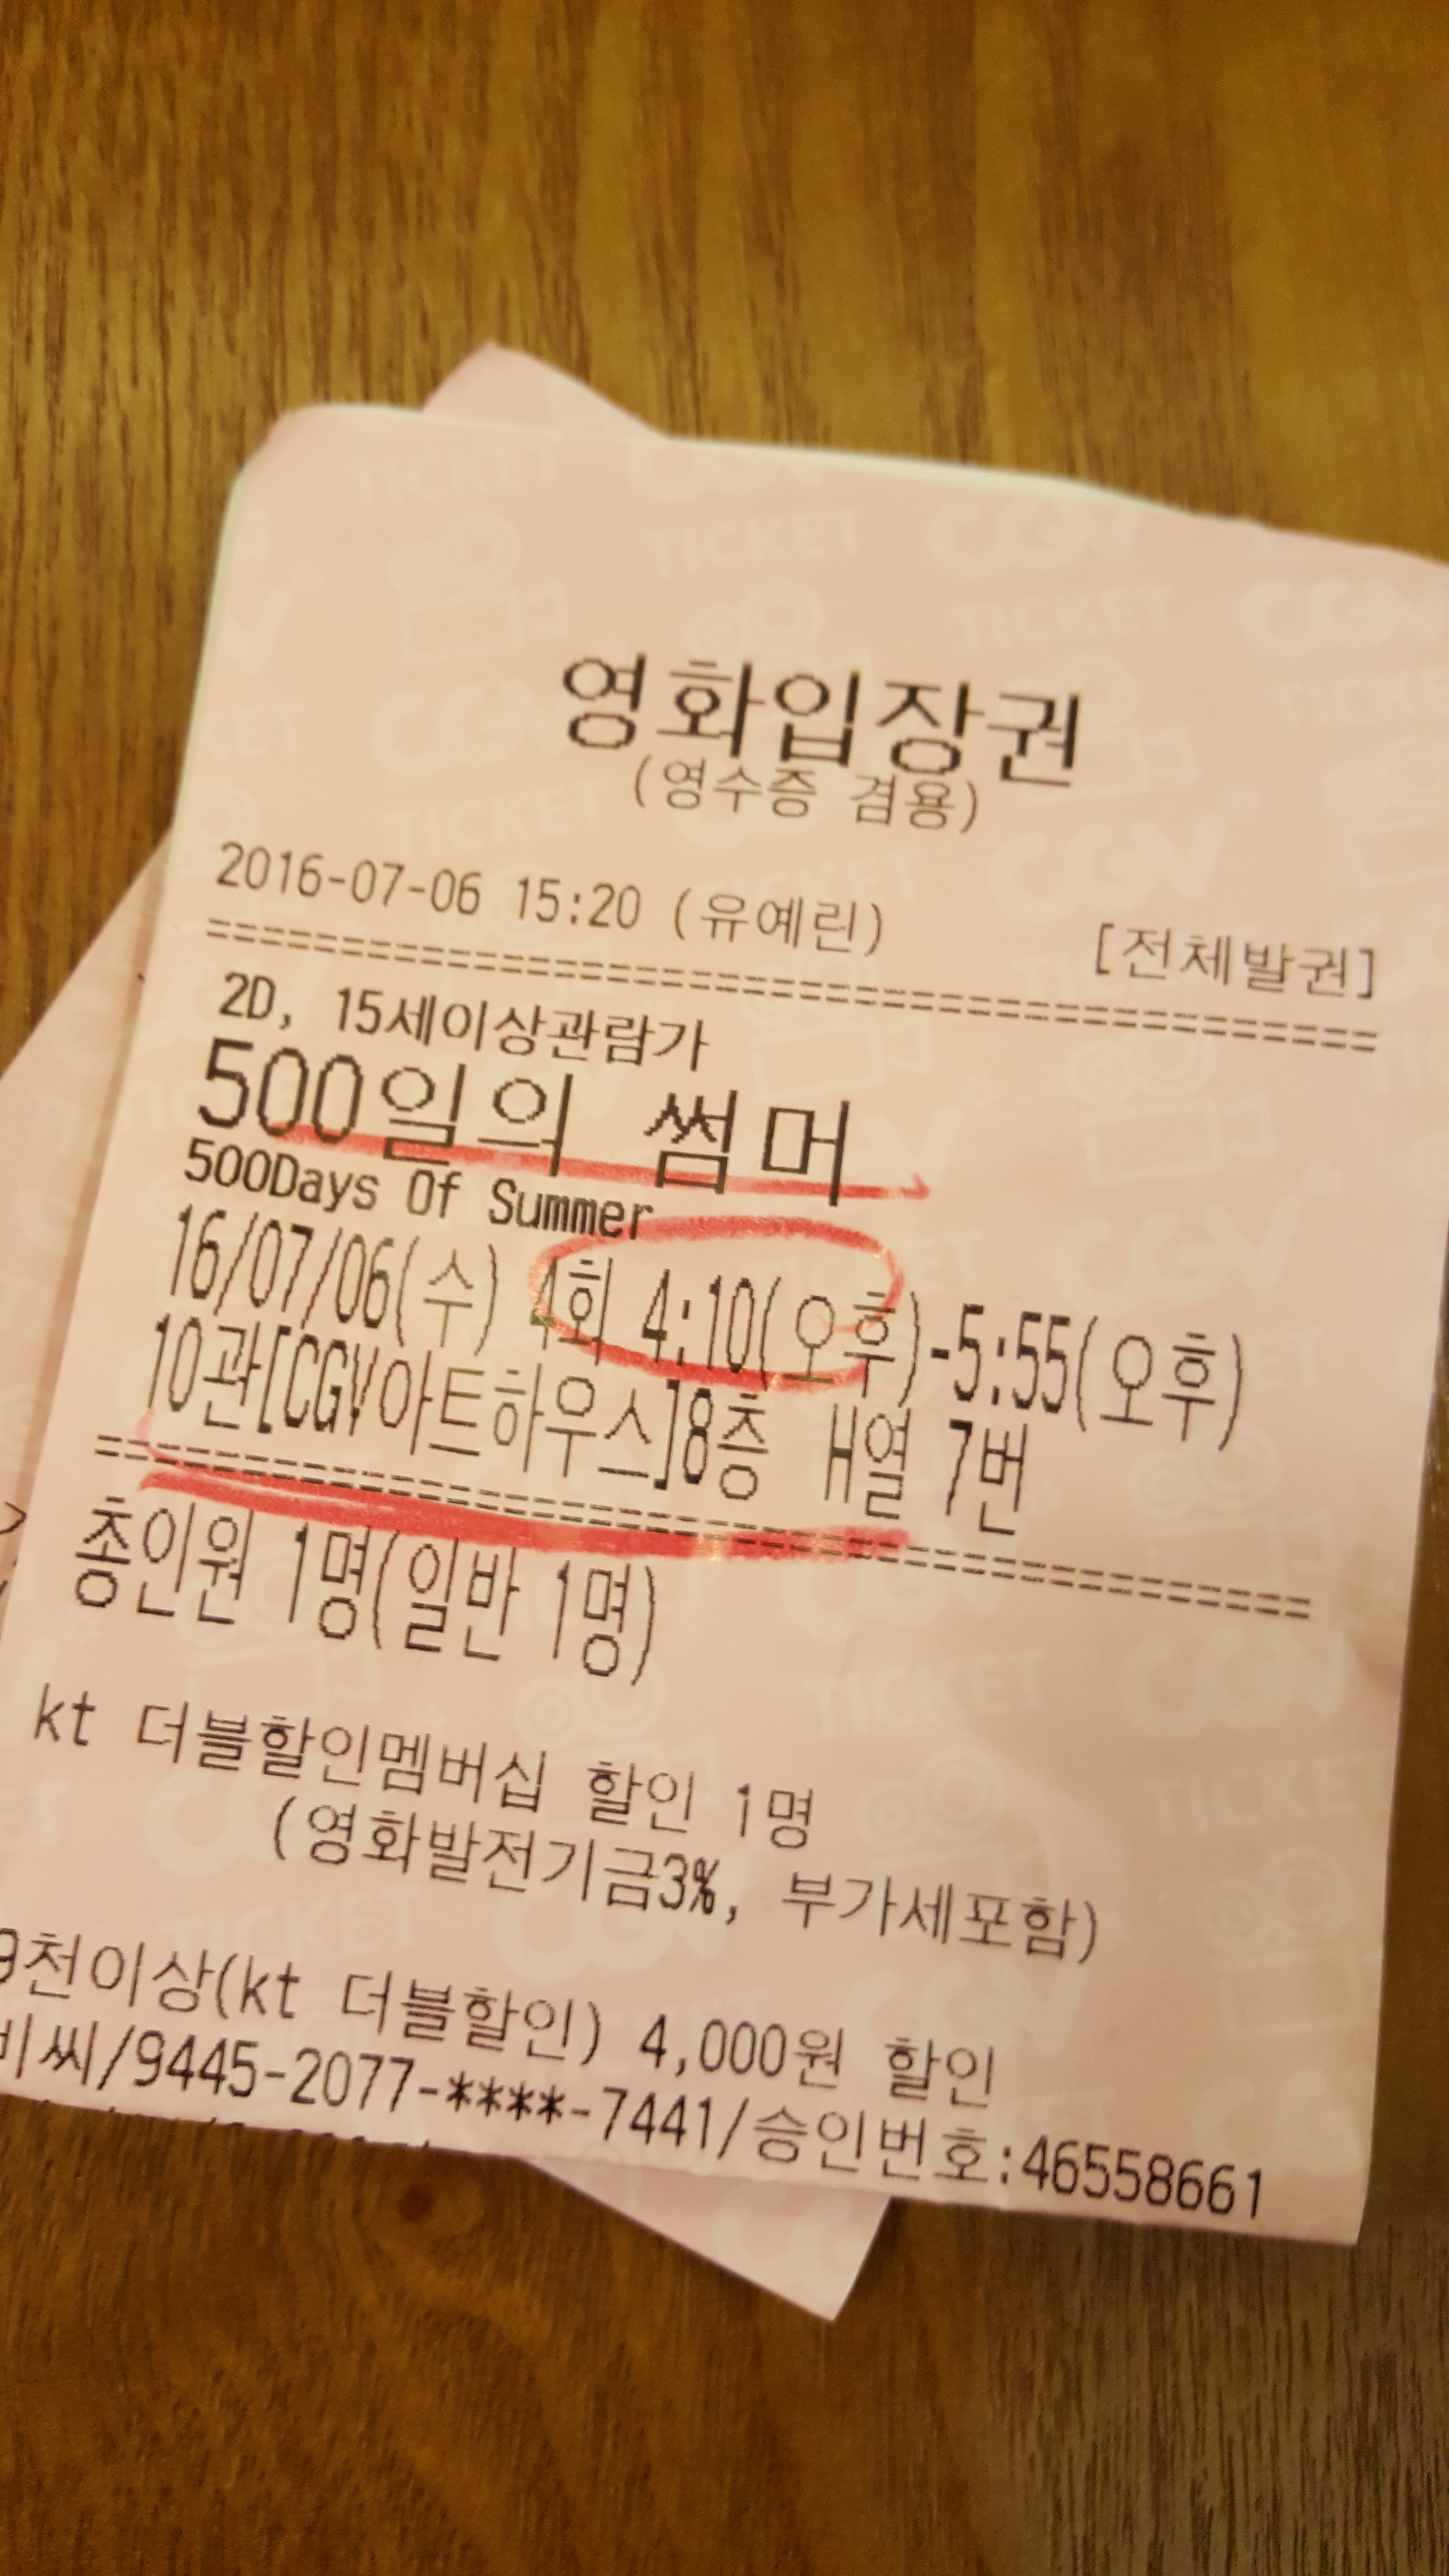 영화입장권
(영수증 겸용)
2016-07-06 15:20 (유예린) [전체발권]
2D, 15세이상관람가
500일의 썸머
500Days Of Summer
16/07/06(수) 4회 4:10(오후)-5:55(오후)
10관[CGV아트하우스]8층 H열 7번
총인원 1명(일반 1명)
kt 더블할인멤버십 할인 1명
(영화발전기금3%, 부가세포함)
9천이상(kt 더블할인) 4,000원 할인
비씨/9445-2077-****-7441/승인번호:46558661